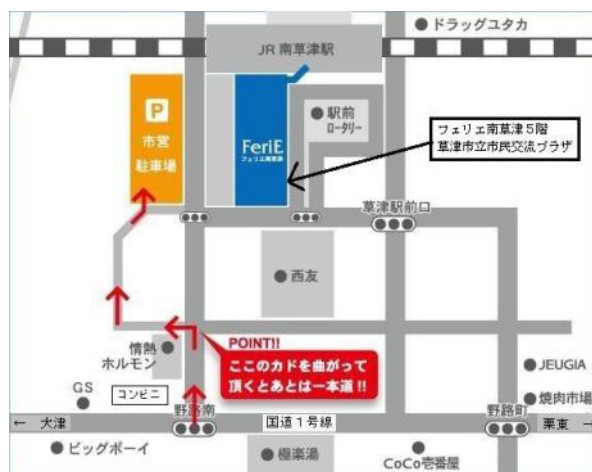 ドラッグユタカ
JR 南草津駅
P
市営
駐車場
FeriE
フェリエ南草津
駅前
ロータリー
フェリエ南草津5階
草津市立市民交流プラザ
草津駅前口
西友
情熱
ホルモン
POINT!!
ここのカドを曲がって
頂くとあとは一本道!!
JEUGIA
GS
コンビニ
焼肉市場
← 大津
野路南
国道1号線
野路町
栗東 →
ビッグボーイ
極楽湯
CoCo壱番屋